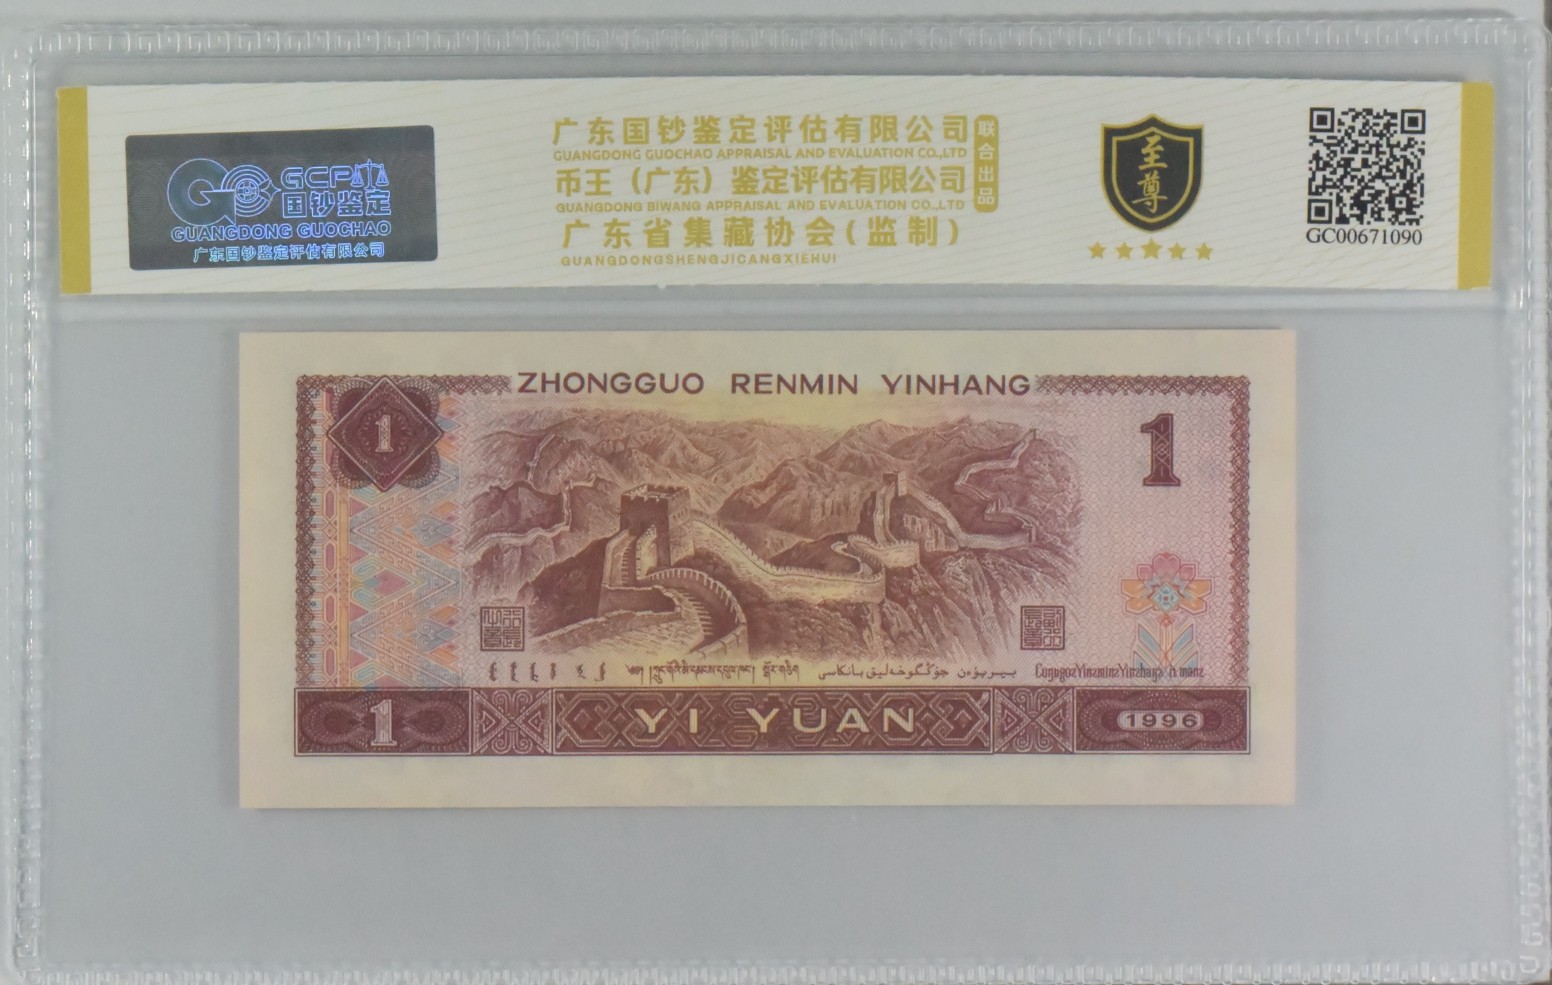 GCP
国钞鉴定
GUANGDONG GUOCHAO
广东国钞鉴定评估有限公司
广东国钞鉴定评估有限公司
GUANGDONG GUOCHAO APPRAISAL AND EVALUATION CO.,LTD
币王（广东）鉴定评估有限公司
GUANGDONG BIWANG APPRAISAL AND EVALUATION CO.,LTD
联合出品
广东省集藏协会(监制)
GUANGDONGSHENGJICANGXIEHUI
至尊
GC00671090
ZHONGGUO RENMIN YINHANG
1
1
1
YI YUAN
1996